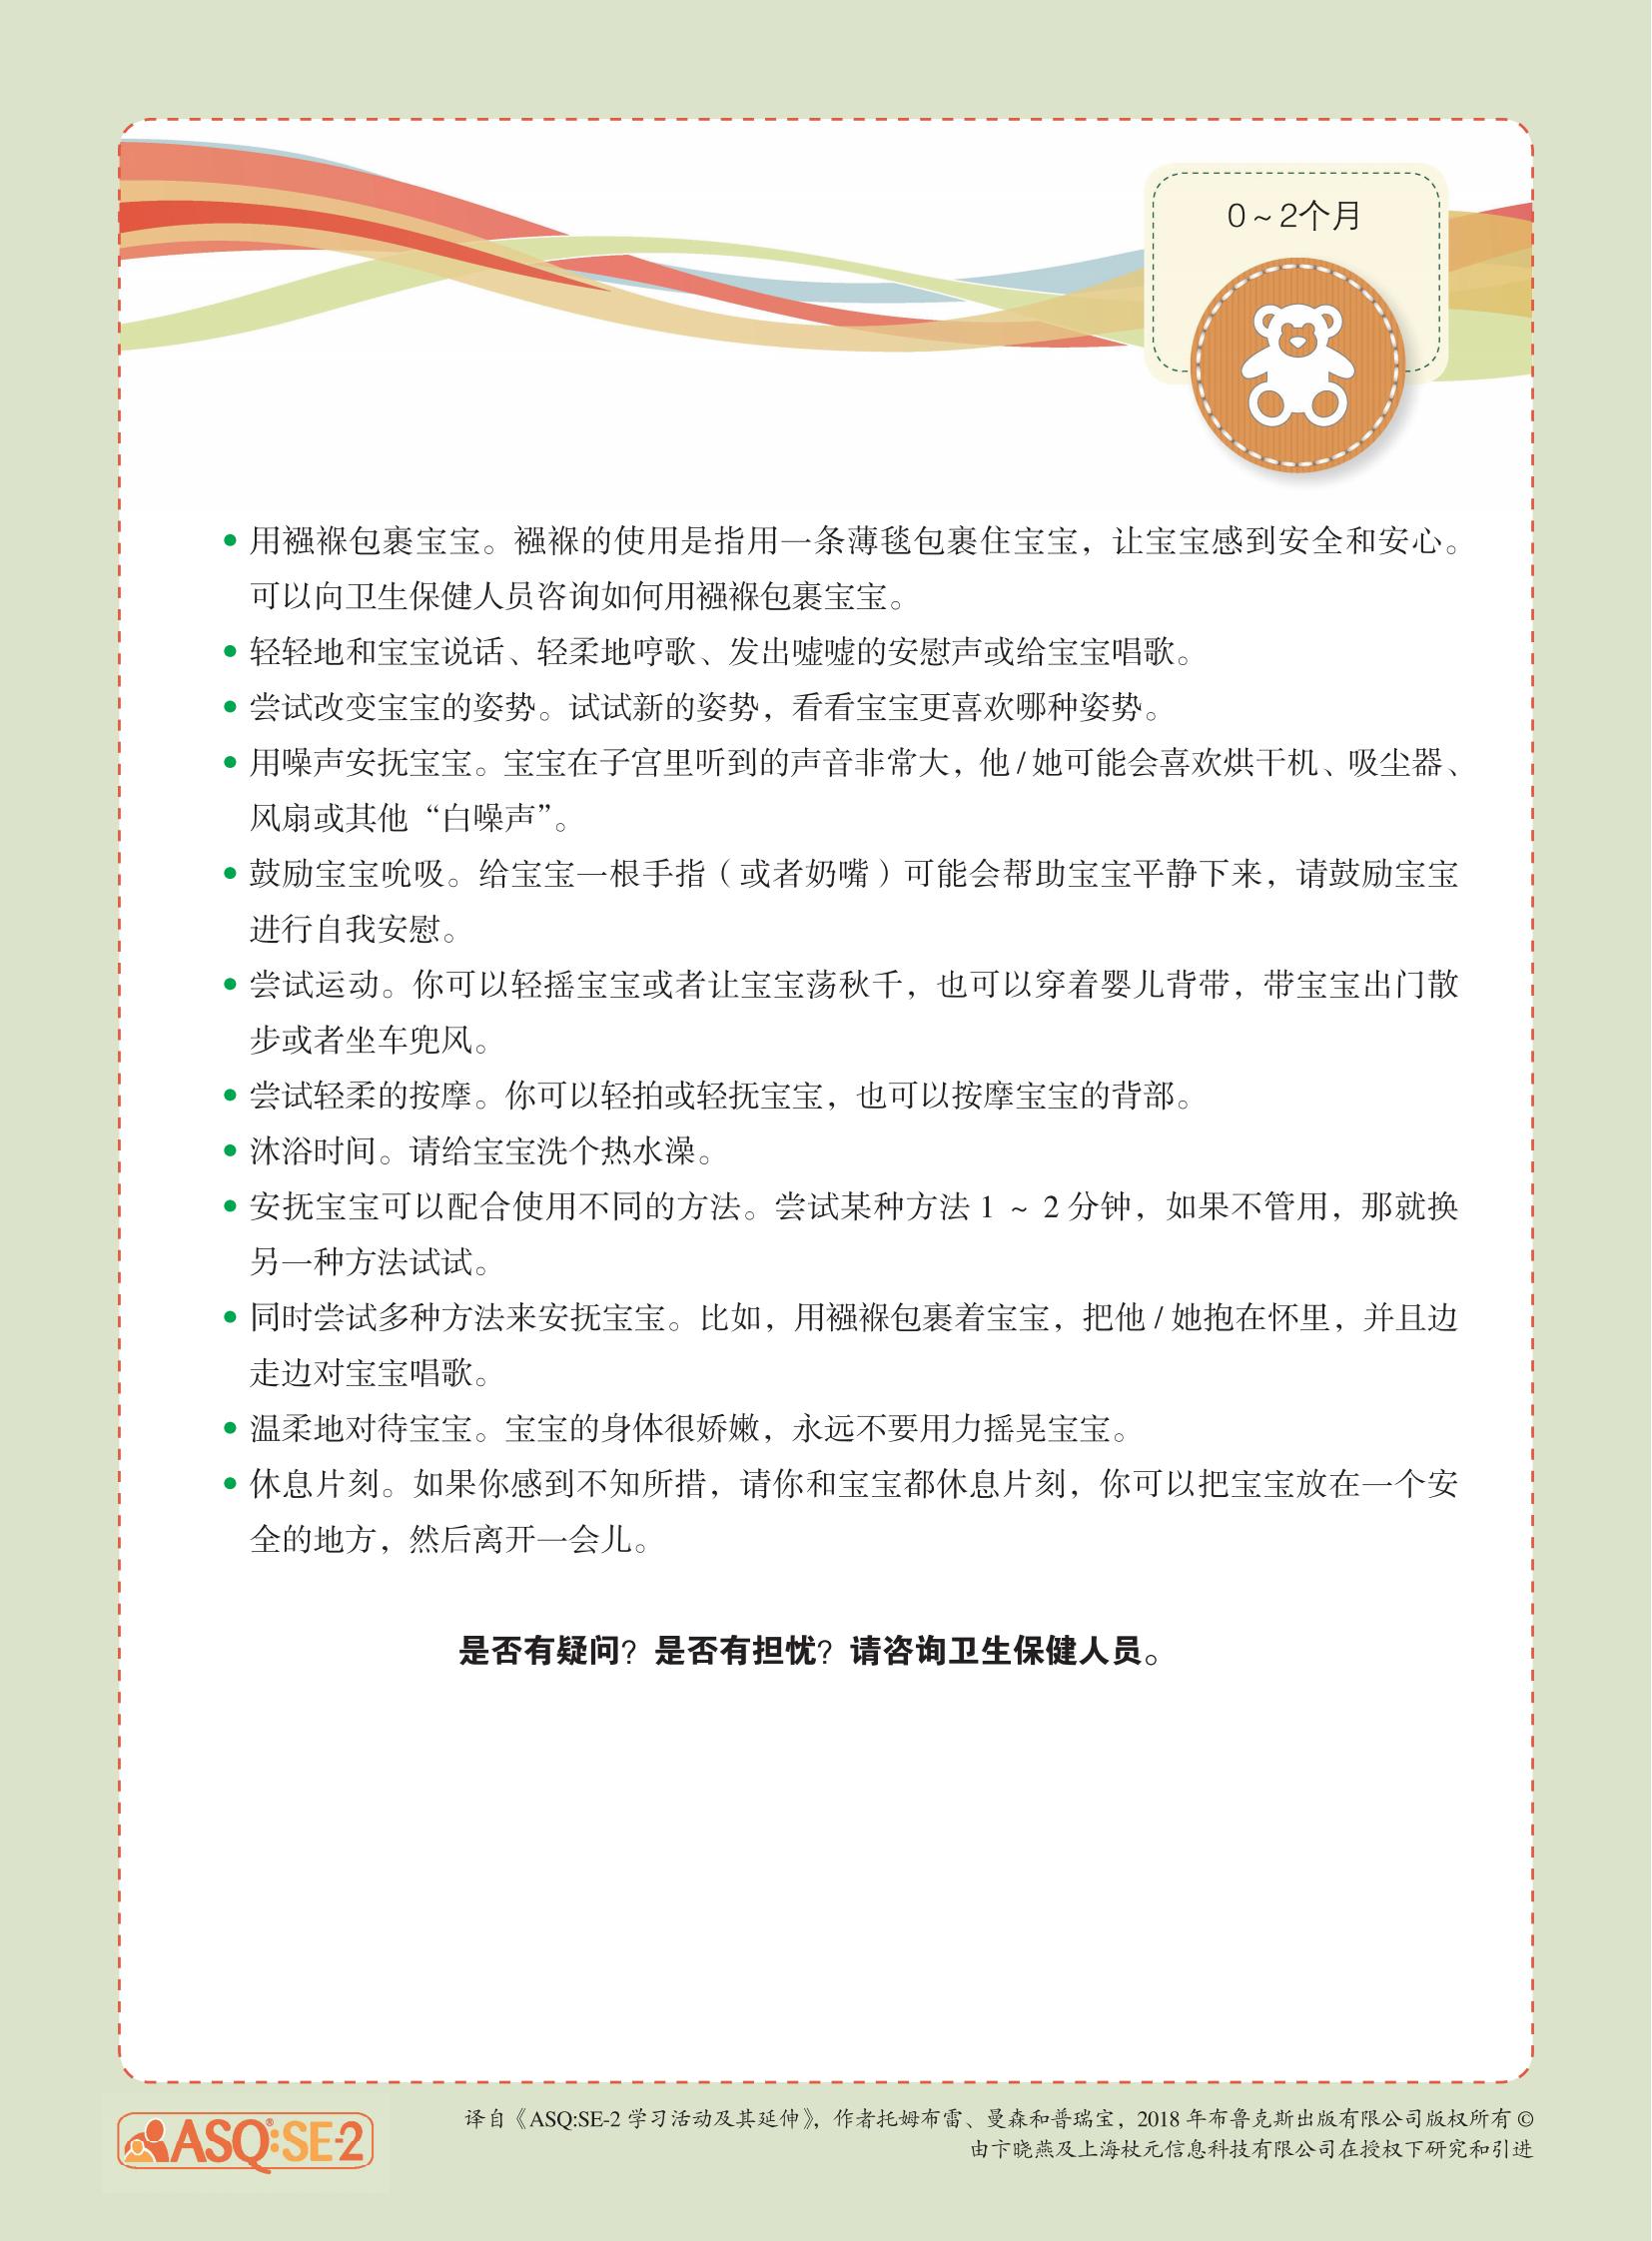 0～2个月
• 用襁褓包裹宝宝。襁褓的使用是指用一条薄毯包裹住宝宝，让宝宝感到安全和安心。
可以向卫生保健人员咨询如何用襁褓包裹宝宝。
• 轻轻地和宝宝说话、轻柔地哼歌、发出嘘嘘的安慰声或给宝宝唱歌。
• 尝试改变宝宝的姿势。试试新的姿势，看看宝宝更喜欢哪种姿势。
• 用噪声安抚宝宝。宝宝在子宫里听到的声音非常大，他/她可能会喜欢烘干机、吸尘器、
风扇或其他“白噪声”。
• 鼓励宝宝吮吸。给宝宝一根手指（或者奶嘴）可能会帮助宝宝平静下来，请鼓励宝宝
进行自我安慰。
• 尝试运动。你可以轻摇宝宝或者让宝宝荡秋千，也可以穿着婴儿背带，带宝宝出门散
步或者坐车兜风。
• 尝试轻柔的按摩。你可以轻拍或轻抚宝宝，也可以按摩宝宝的背部。
• 沐浴时间。请给宝宝洗个热水澡。
• 安抚宝宝可以配合使用不同的方法。尝试某种方法 1 ～ 2 分钟，如果不管用，那就换
另一种方法试试。
• 同时尝试多种方法来安抚宝宝。比如，用襁褓包裹着宝宝，把他/她抱在怀里，并且边
走边对宝宝唱歌。
• 温柔地对待宝宝。宝宝的身体很娇嫩，永远不要用力摇晃宝宝。
• 休息片刻。如果你感到不知所措，请你和宝宝都休息片刻，你可以把宝宝放在一个安
全的地方，然后离开一会儿。
是否有疑问？是否有担忧？请咨询卫生保健人员。
ASQ®:SE-2
译自《ASQ:SE-2 学习活动及其延伸》，作者托姆布雷、曼森和普瑞宝，2018 年布鲁克斯出版有限公司版权所有 ©
由卞晓燕及上海杖元信息科技有限公司在授权下研究和引进